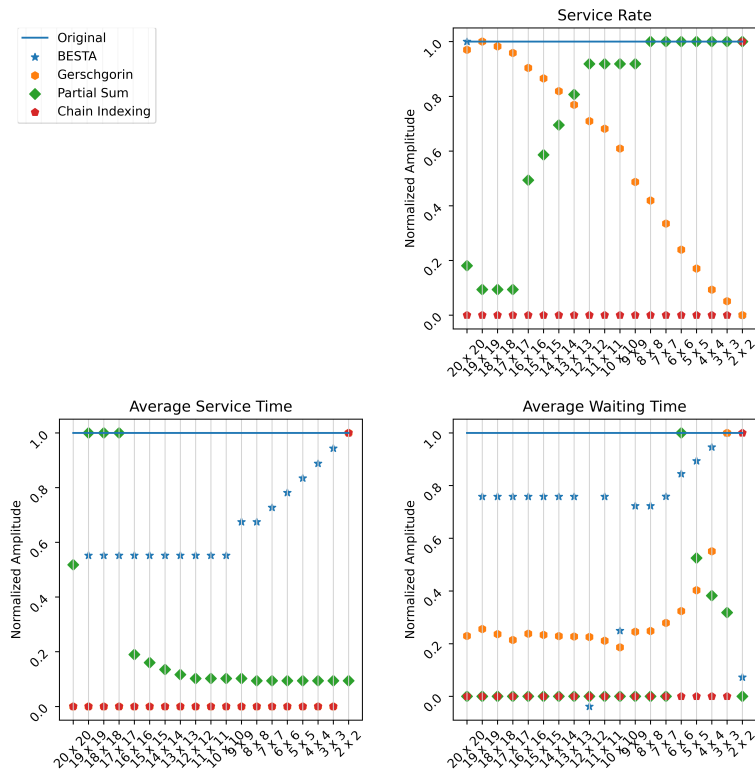 Original
BESTA
Gerschgorin
Partial Sum
Chain Indexing
Service Rate
Normalized Amplitude
1.0
0.8
0.6
0.4
0.2
0.0
20 × 20
19 × 19
18 × 18
17 × 17
16 × 16
15 × 15
14 × 14
13 × 13
12 × 12
11 × 11
10 × 10
9 × 9
8 × 8
7 × 7
6 × 6
5 × 5
4 × 4
3 × 3
2 × 2
Average Service Time
Normalized Amplitude
1.0
0.8
0.6
0.4
0.2
0.0
20 × 20
19 × 19
18 × 18
17 × 17
16 × 16
15 × 15
14 × 14
13 × 13
12 × 12
11 × 11
10 × 10
9 × 9
8 × 8
7 × 7
6 × 6
5 × 5
4 × 4
3 × 3
2 × 2
Average Waiting Time
Normalized Amplitude
1.0
0.8
0.6
0.4
0.2
0.0
20 × 20
19 × 19
18 × 18
17 × 17
16 × 16
15 × 15
14 × 14
13 × 13
12 × 12
11 × 11
10 × 10
9 × 9
8 × 8
7 × 7
6 × 6
5 × 5
4 × 4
3 × 3
2 × 2